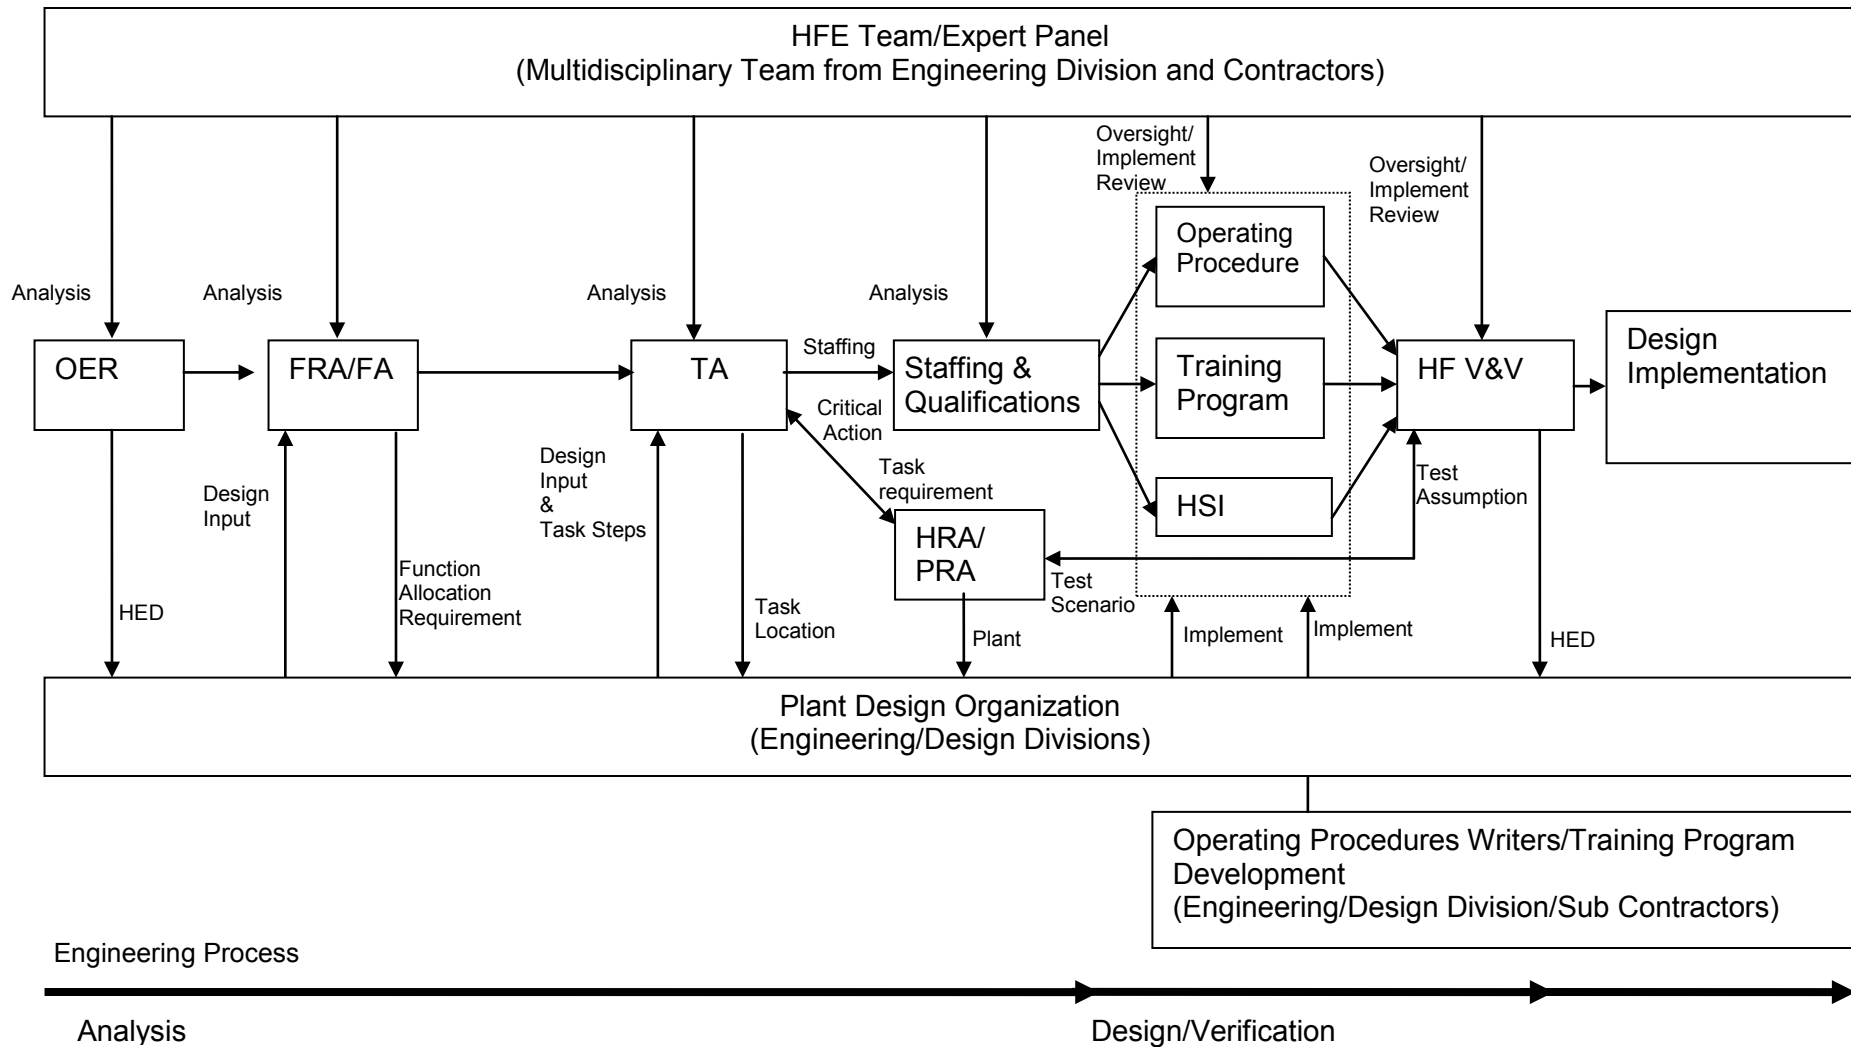 HFE Team/Expert Panel
(Multidisciplinary Team from Engineering Division and Contractors)
Oversight/
Implement
Review
Oversight/
Implement
Review
Analysis
Analysis
Analysis
Analysis
OER
FRA/FA
TA
Staffing
Staffing &
Qualifications
Operating
Procedure
Training
Program
HSI
HF V&V
Design
Implementation
Critical
Action
Task
requirement
HRA/
PRA
Test
Scenario
Test
Assumption
Design
Input
Design
Input
&
Task Steps
HED
Function
Allocation
Requirement
Task
Location
Plant
Implement
Implement
HED
Plant Design Organization
(Engineering/Design Divisions)
Operating Procedures Writers/Training Program
Development
(Engineering/Design Division/Sub Contractors)
Engineering Process
Analysis
Design/Verification